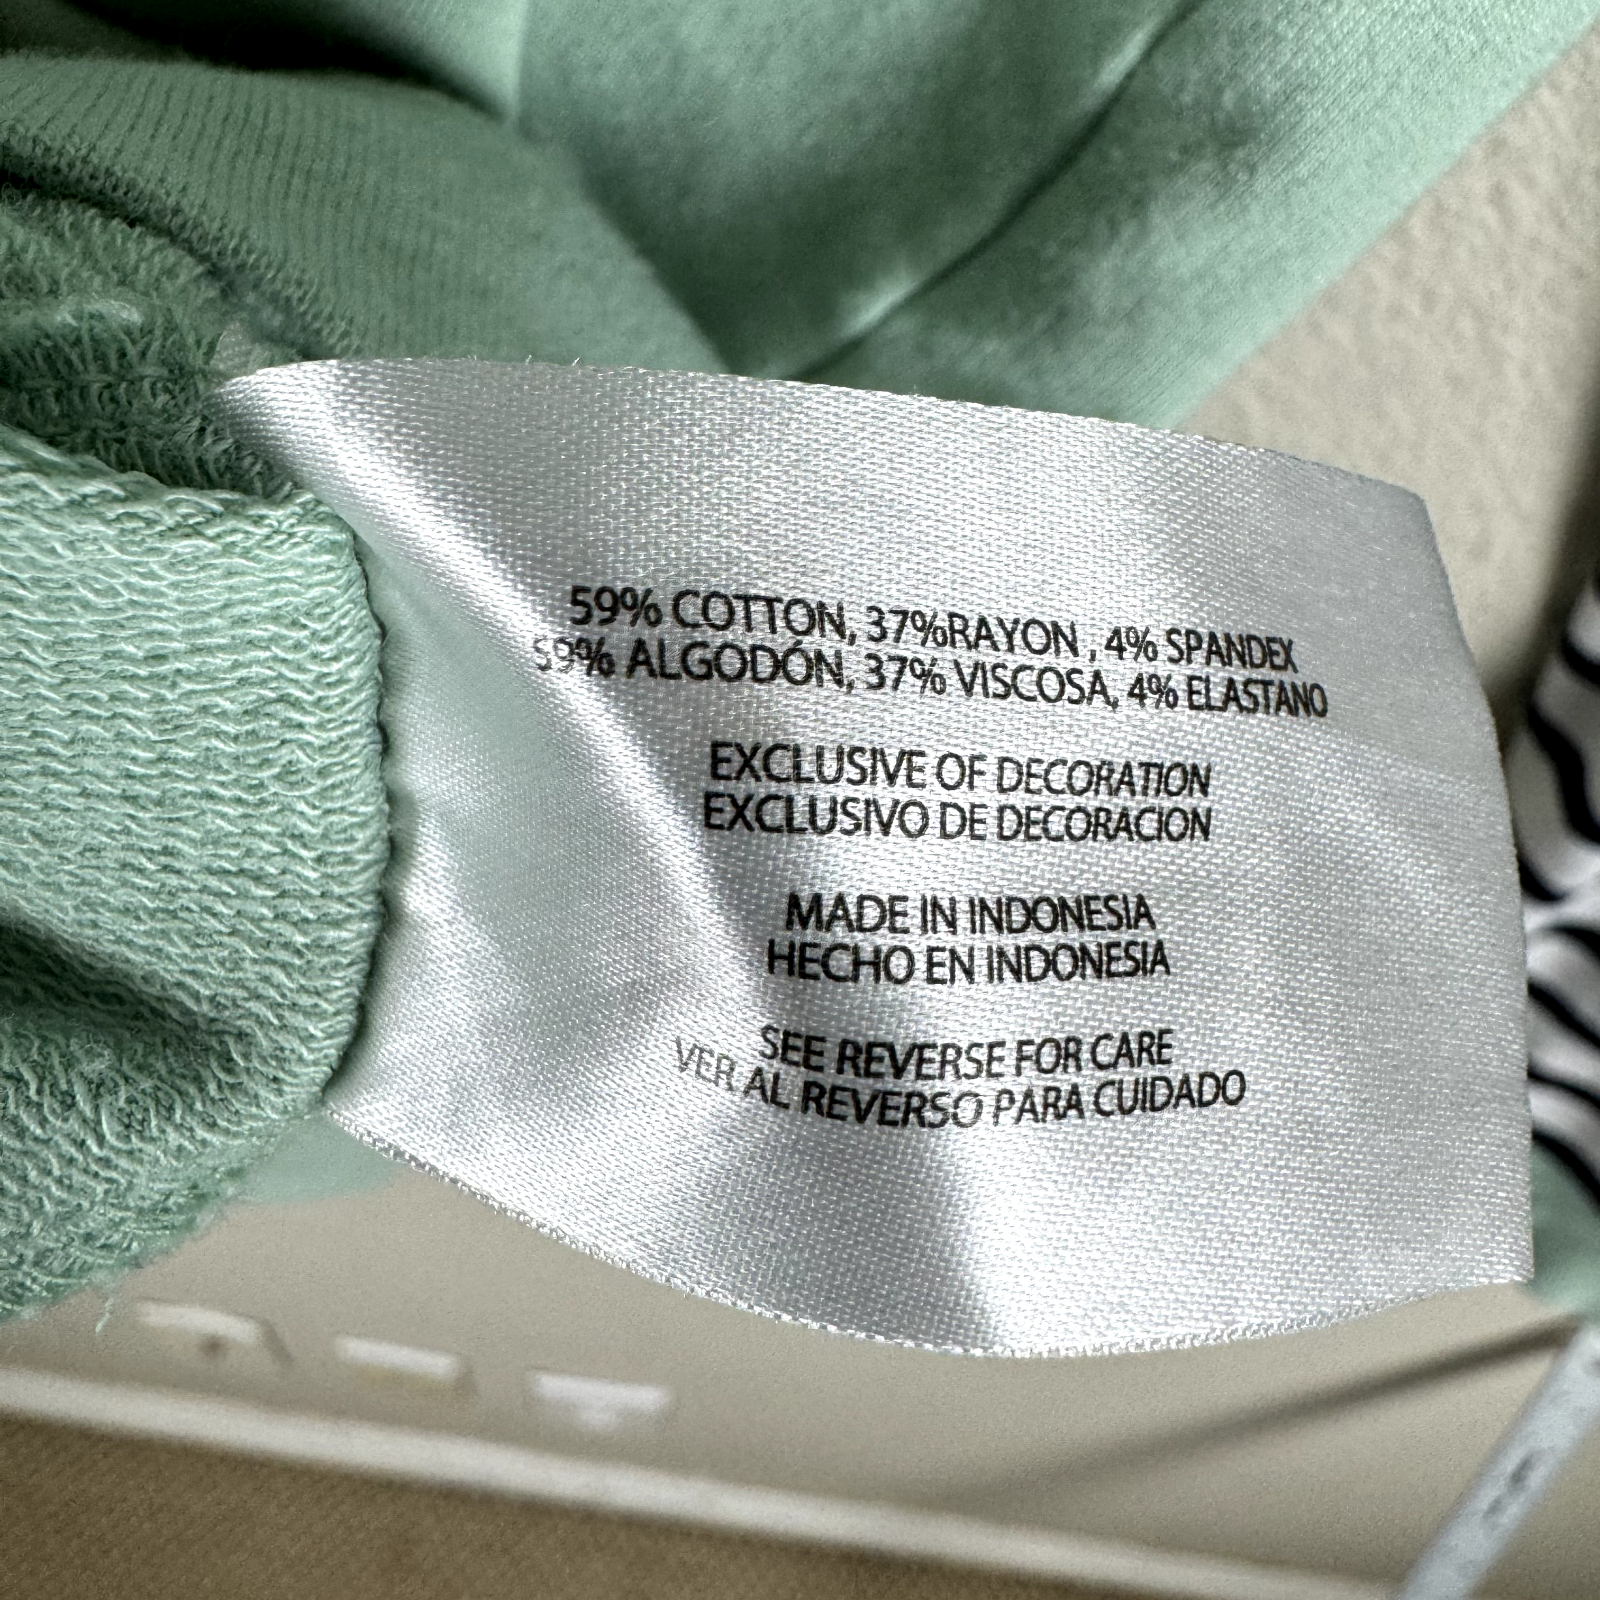 59% COTTON, 37%RAYON , 4% SPANDEX
59% ALGODÓN, 37% VISCOSA, 4% ELASTANO
EXCLUSIVE OF DECORATION
EXCLUSIVO DE DECORACION
MADE IN INDONESIA
HECHO EN INDONESIA
SEE REVERSE FOR CARE
VER AL REVERSO PARA CUIDADO